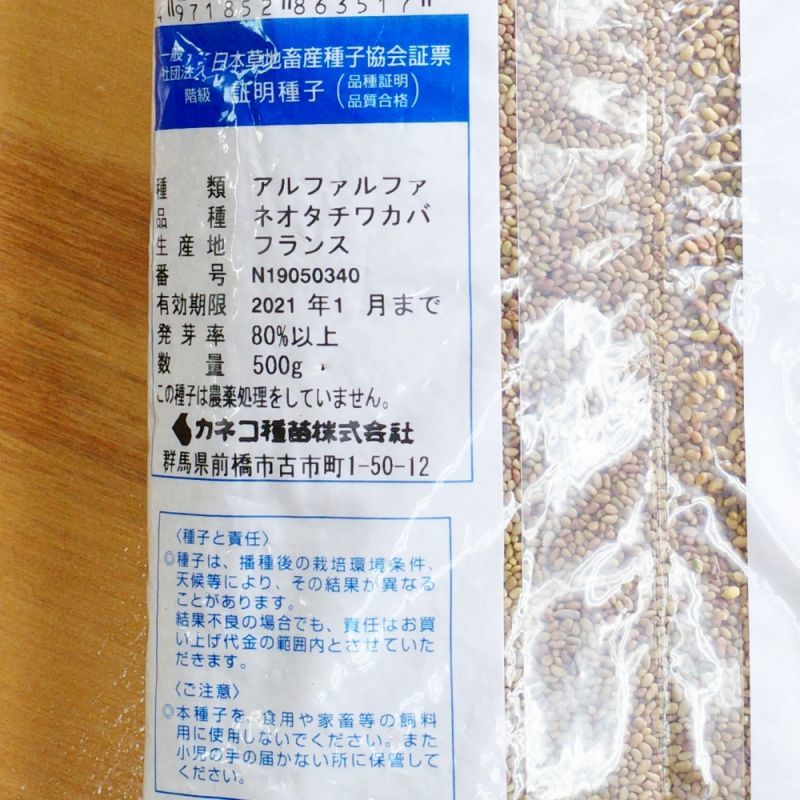 4 971852 863517
一般社団法人 日本草地畜産種子協会証票
階級 証明種子 (品種証明 品質合格)
種類 アルファルファ
品種 ネオタチワカバ
生産地 フランス
番号 N19050340
有効期限 2021年1月まで
発芽率 80%以上
数量 500g
この種子は農薬処理をしていません。
カネコ種苗株式会社
群馬県前橋市古市町1-50-12
〈種子と責任〉
◎種子は、播種後の栽培環境条件、
天候等により、その結果が異なる
ことがあります。
結果不良の場合でも、責任はお買
い上げ代金の範囲内とさせていた
だきます。
〈ご注意〉
◎本種子を、食用や家畜等の飼料
用に使用しないでください。また
小児の手の届かない所に保管して
ください。